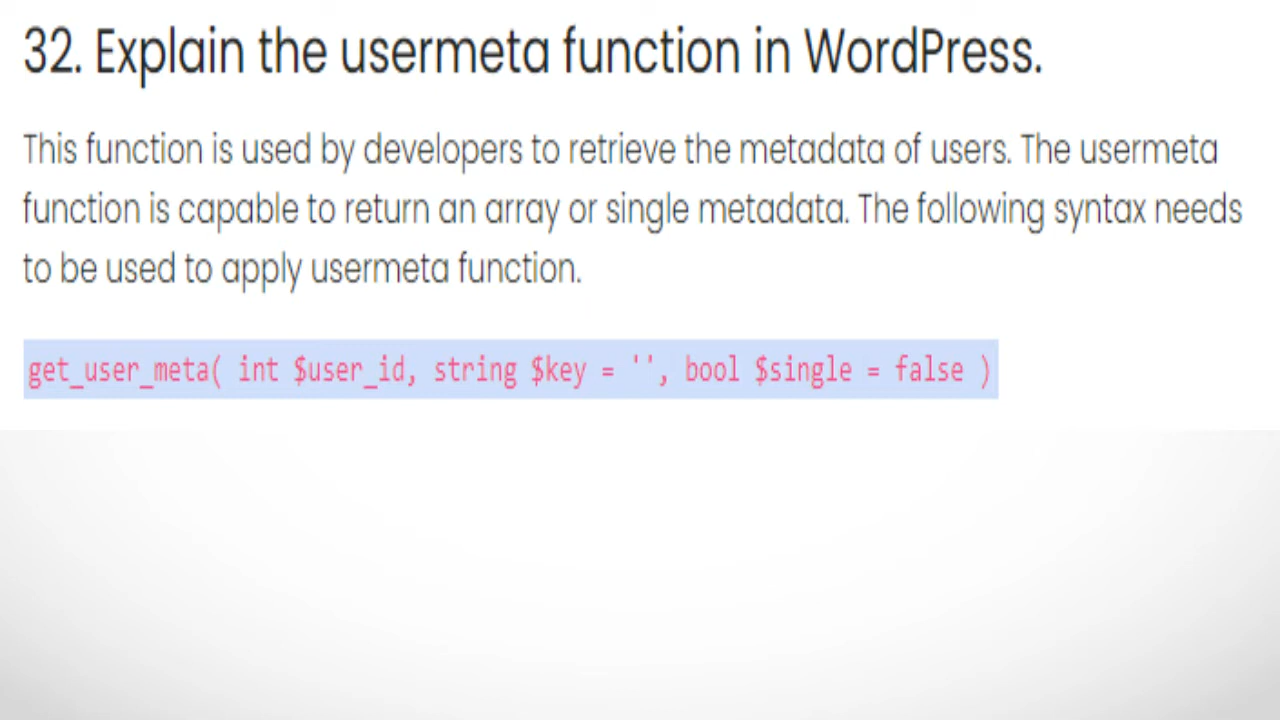 32. Explain the usermeta function in WordPress.
This function is used by developers to retrieve the metadata of users. The usermeta
function is capable to return an array or single metadata. The following syntax needs
to be used to apply usermeta function.
get_user_meta( int $user_id, string $key = '', bool $single = false )